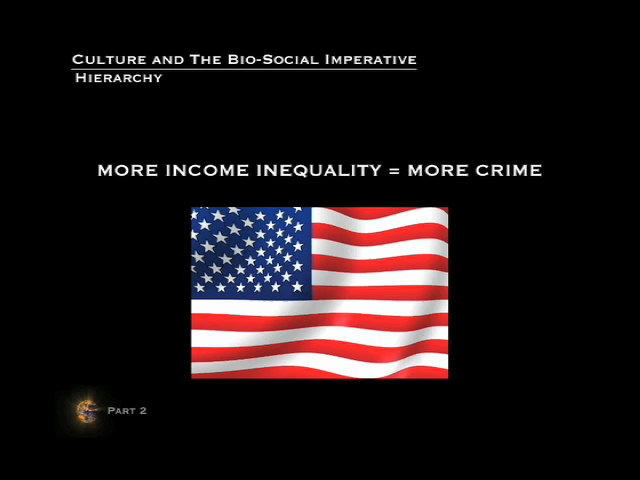 Culture and The Bio-Social Imperative
Hierarchy
MORE INCOME INEQUALITY = MORE CRIME
Part 2